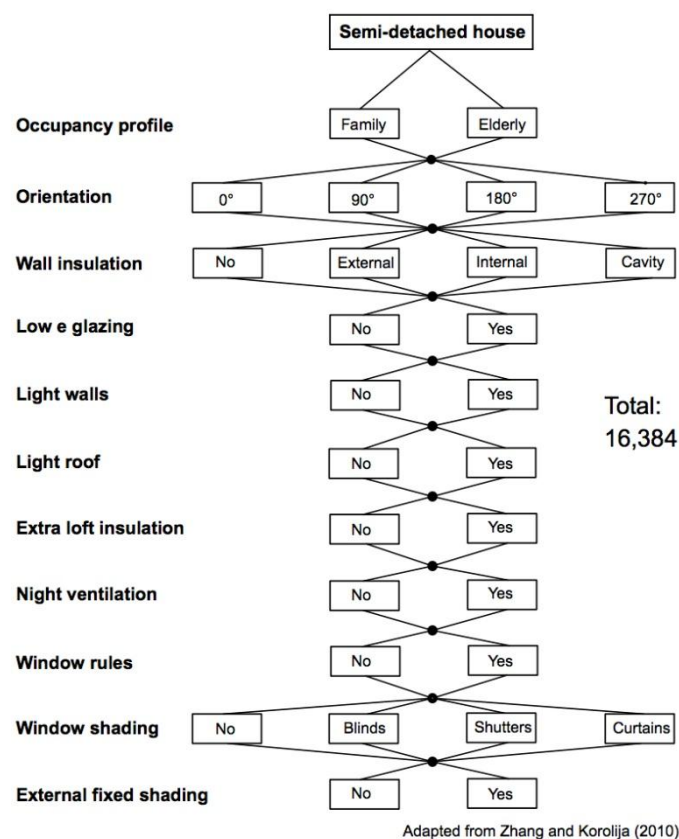 Semi-detached house
Occupancy profile Family Elderly
Orientation 0° 90° 180° 270°
Wall insulation No External Internal Cavity
Low e glazing No Yes
Light walls No Yes
Total:
16,384
Light roof No Yes
Extra loft insulation No Yes
Night ventilation No Yes
Window rules No Yes
Window shading No Blinds Shutters Curtains
External fixed shading No Yes
Adapted from Zhang and Korolija (2010)